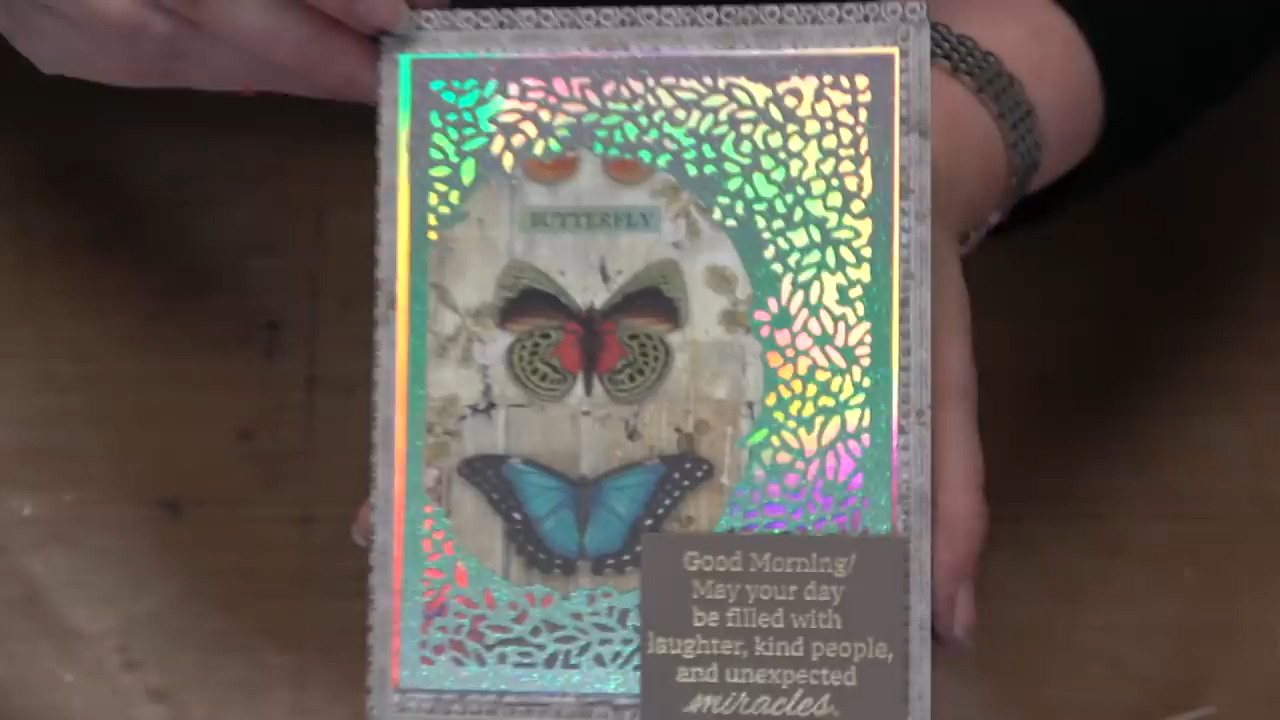 BUTTERFLY
Good Morning!
May your day
be filled with
laughter, kind people,
and unexpected
miracles.